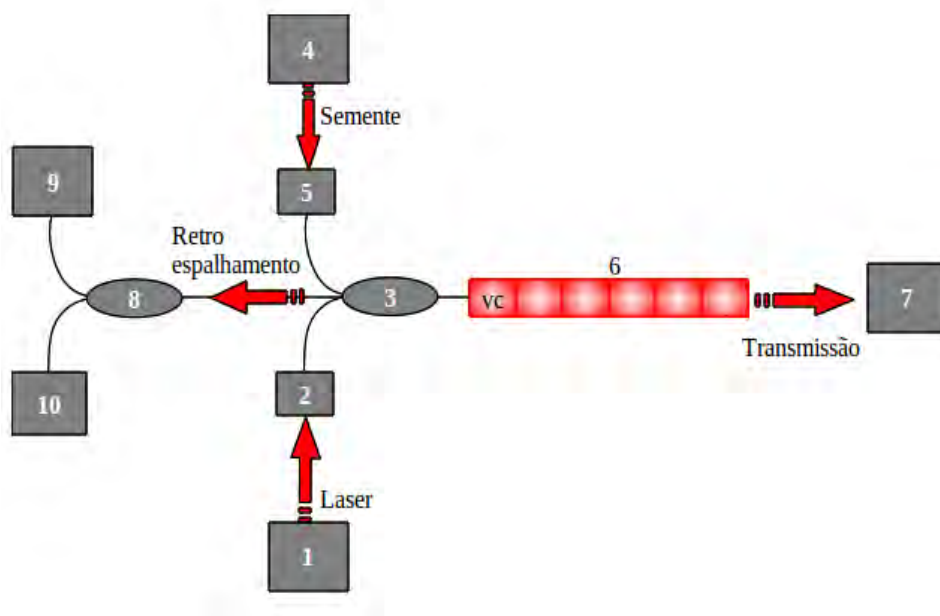 4
Semente
9
5
Retro
espalhamento
6
8
3
vc
7
Transmissão
2
10
Laser
1